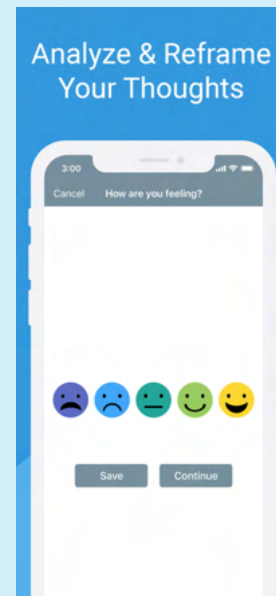 Analyze & Reframe
Your Thoughts
3:00
Cancel How are you feeling?
Save Continue